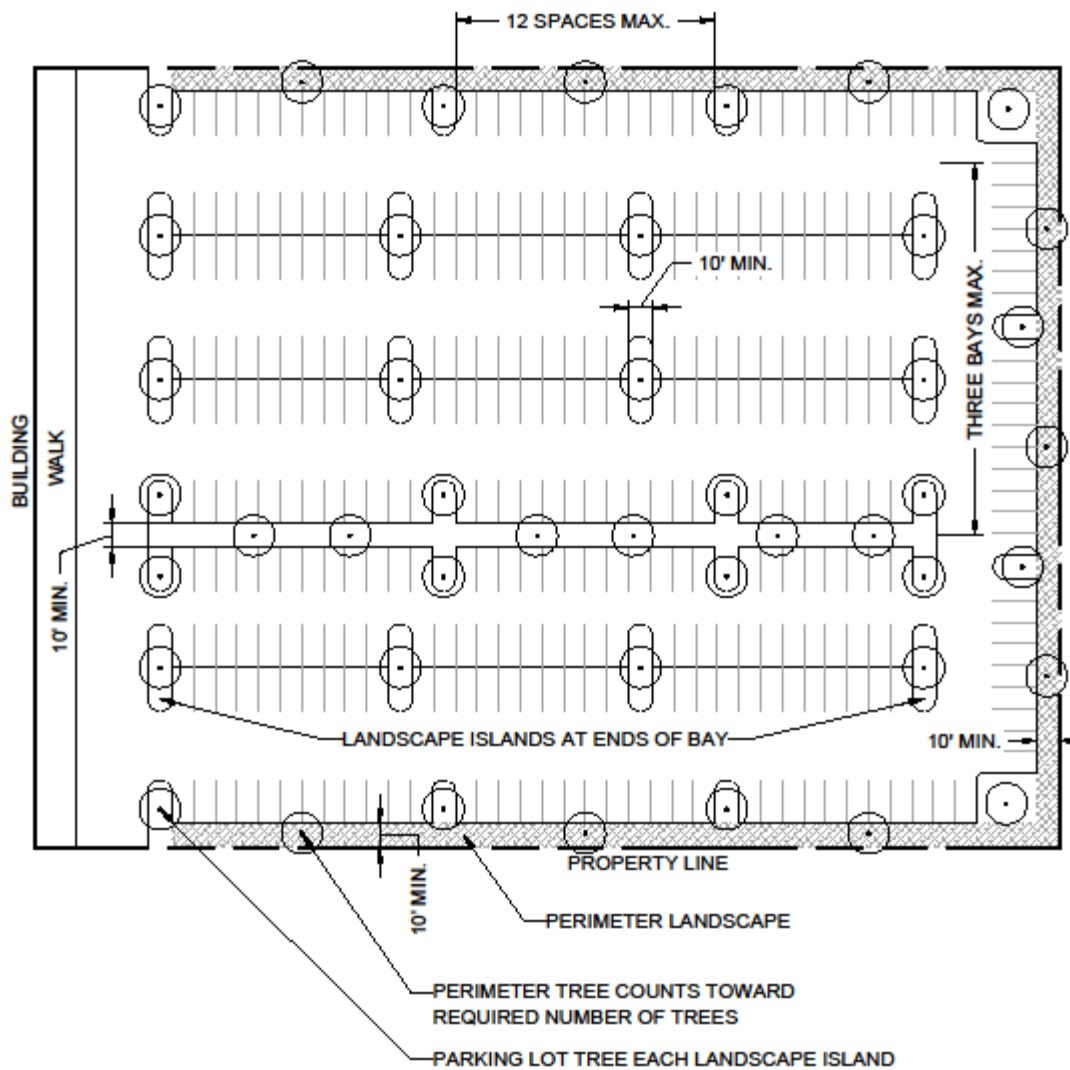 12 SPACES MAX.
10' MIN.
THREE BAYS MAX.
BUILDING
WALK
10' MIN.
LANDSCAPE ISLANDS AT ENDS OF BAY
10' MIN.
10' MIN.
PROPERTY LINE
PERIMETER LANDSCAPE
PERIMETER TREE COUNTS TOWARD
REQUIRED NUMBER OF TREES
PARKING LOT TREE EACH LANDSCAPE ISLAND